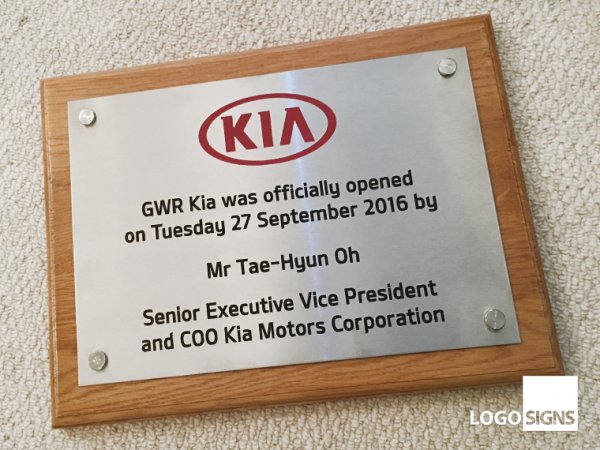 KIA
GWR Kia was officially opened
on Tuesday 27 September 2016 by
Mr Tae-Hyun Oh
Senior Executive Vice President
and COO Kia Motors Corporation
LOGO SIGNS